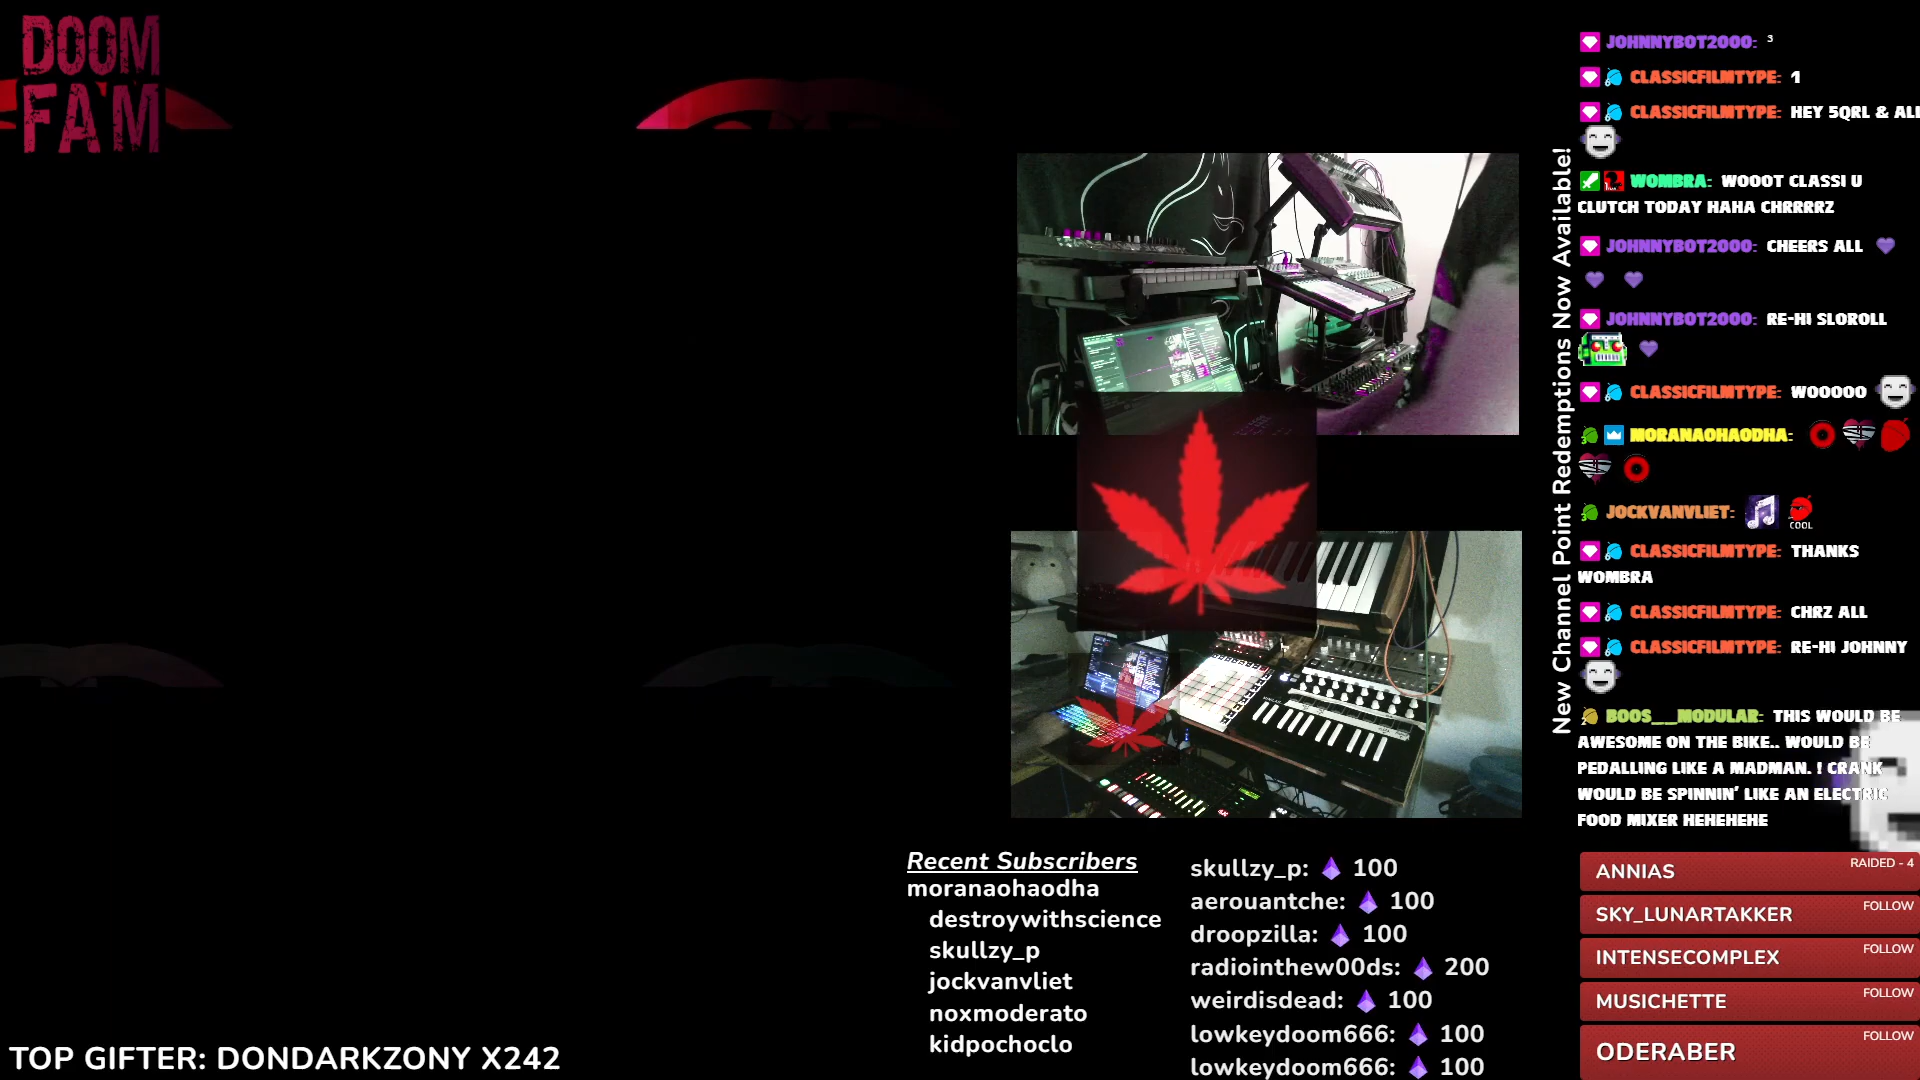 DOOM
FAM
New Channel Point Redemptions Now Available!
JOHNNYBOT2000: ³
CLASSICFILMTYPE: 1
CLASSICFILMTYPE: HEY 5QRL & ALL
WOMBRA: WOOOT CLASSI U
CLUTCH TODAY HAHA CHRRRRZ
JOHNNYBOT2000: CHEERS ALL
JOHNNYBOT2000: RE-HI SLOROLL
CLASSICFILMTYPE: WOOOOO
MORANAOHAODHA:
JOCKVANVLIET:
COOL
CLASSICFILMTYPE: THANKS
WOMBRA
CLASSICFILMTYPE: CHRZ ALL
CLASSICFILMTYPE: RE-HI JOHNNY
BOOS__MODULAR: THIS WOULD BE
AWESOME ON THE BIKE.. WOULD BE
PEDALLING LIKE A MADMAN. ! CRANK
WOULD BE SPINNIN' LIKE AN ELECTRIC
FOOD MIXER HEHEHEHE
Recent Subscribers
moranaohaodha
destroywithscience
skullzy_p
jockvanvliet
noxmoderato
kidpochoclo
skullzy_p: 100
aerouantche: 100
droopzilla: 100
radiointhew00ds: 200
weirdisdead: 100
lowkeydoom666: 100
lowkeydoom666: 100
ANNIAS RAIDED - 4
SKY_LUNARTAKKER FOLLOW
INTENSECOMPLEX FOLLOW
MUSICHETTE FOLLOW
ODERABER FOLLOW
TOP GIFTER: DONDARKZONY X242